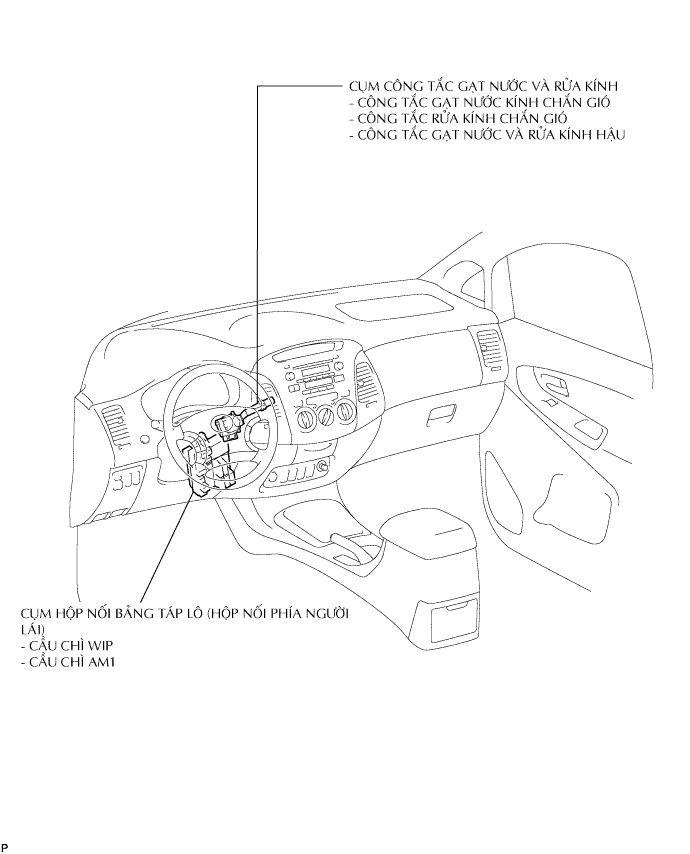 CỤM CÔNG TẮC GẠT NƯỚC VÀ RỬA KÍNH
- CÔNG TẮC GẠT NƯỚC KÍNH CHẮN GIÓ
- CÔNG TẮC RỬA KÍNH CHẮN GIÓ
- CÔNG TẮC GẠT NƯỚC VÀ RỬA KÍNH HẬU
CỤM HỘP NỐI BẢNG TÁP LÔ (HỘP NỐI PHÍA NGƯỜI
LÁI)
- CẦU CHÌ WIP
- CẦU CHÌ AM1
P